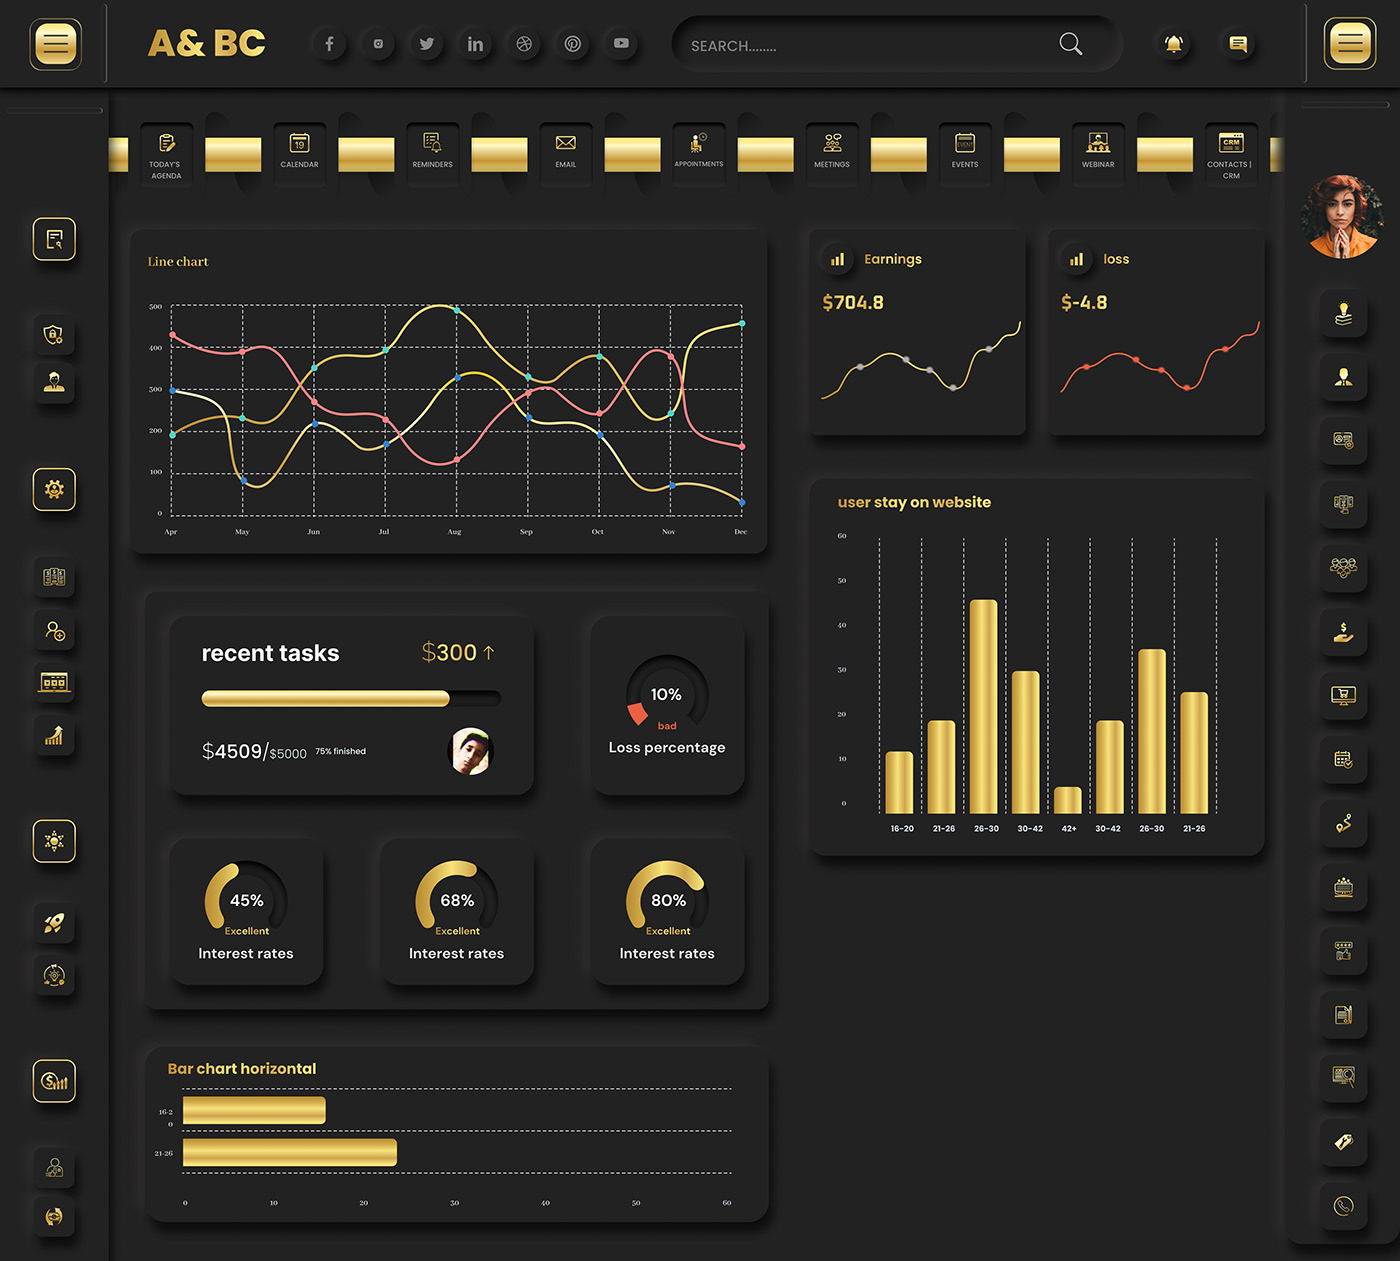 A& BC
SEARCH........
TODAY'S
AGENDA
19
CALENDAR
REMINDERS
EMAIL
APPOINTMENTS
MEETINGS
EVENT
EVENTS
WEBINAR
CRM
CONTACTS |
CRM
Line chart
500
400
300
200
100
0
Apr
May
Jun
Jul
Aug
Sep
Oct
Nov
Dec
Earnings
$704.8
loss
$-4.8
user stay on website
60
50
40
30
20
10
0
16-20
21-26
26-30
30-42
42+
30-42
26-30
21-26
recent tasks
$300 ↑
$4509/$5000 75% finished
10%
bad
Loss percentage
45%
Excellent
Interest rates
68%
Excellent
Interest rates
80%
Excellent
Interest rates
Bar chart horizontal
16-2
0
21-26
0
10
20
30
40
50
60